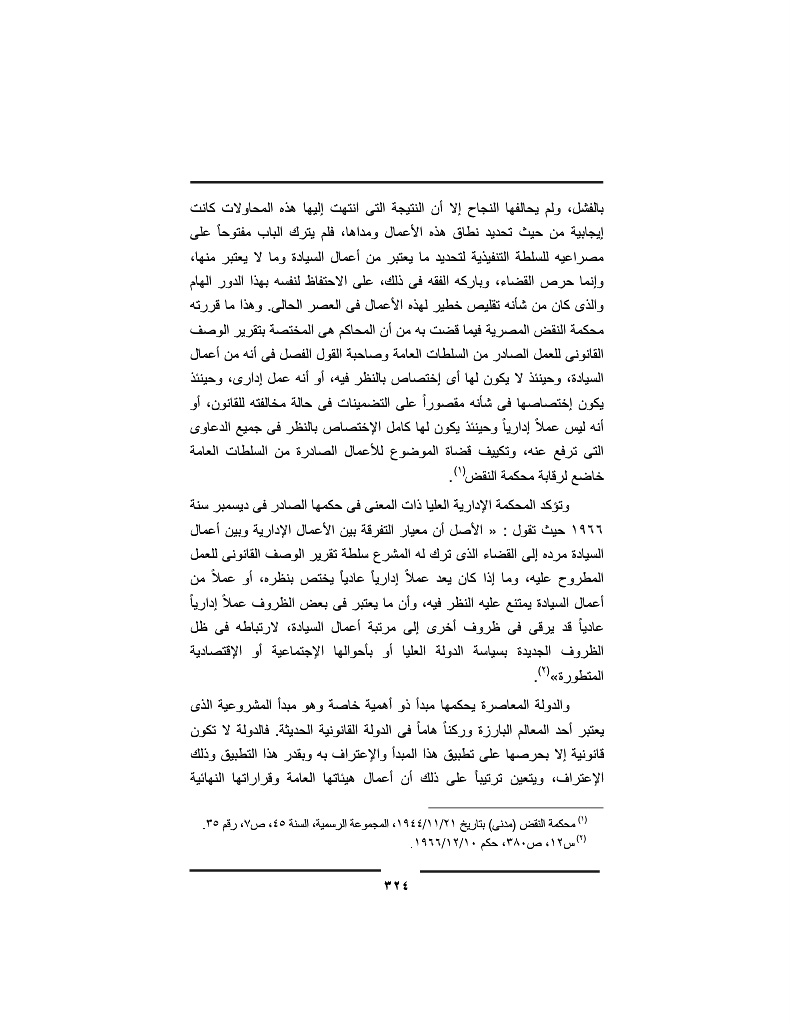 بالفشل، ولم يحالفها النجاح إلا أن النتيجة التى انتهت إليها هذه المحاولات كانت
إيجابية من حيث تحديد نطاق هذه الأعمال ومداها، فلم يترك الباب مفتوحاً على
مصراعيه للسلطة التنفيذية لتحديد ما يعتبر من أعمال السيادة وما لا يعتبر منها،
وإنما حرص القضاء، وباركه الفقه فى ذلك، على الاحتفاظ لنفسه بهذا الدور الهام
والذى كان من شأنه تقليص خطير لهذه الأعمال فى العصر الحالى. وهذا ما قررته
محكمة النقض المصرية فيما قضت به من أن المحاكم هى المختصة بتقرير الوصف
القانونى للعمل الصادر من السلطات العامة وصاحبة القول الفصل فى أنه من أعمال
السيادة، وحينئذ لا يكون لها أى إختصاص بالنظر فيه، أو أنه عمل إدارى، وحينئذ
يكون إختصاصها فى شأنه مقصوراً على التضمينات فى حالة مخالفته للقانون، أو
أنه ليس عملاً إدارياً وحينئذ يكون لها كامل الإختصاص بالنظر فى جميع الدعاوى
التى ترفع عنه، وتكييف قضاة الموضوع للأعمال الصادرة من السلطات العامة
خاضع لرقابة محكمة النقض(١).
وتؤكد المحكمة الإدارية العليا ذات المعنى فى حكمها الصادر فى ديسمبر سنة
١٩٦٦ حيث تقول : « الأصل أن معيار التفرقة بين الأعمال الإدارية وبين أعمال
السيادة مرده إلى القضاء الذى ترك له المشرع سلطة تقرير الوصف القانونى للعمل
المطروح عليه، وما إذا كان يعد عملاً إدارياً عادياً يختص بنظره، أو عملاً من
أعمال السيادة يمتنع عليه النظر فيه، وأن ما يعتبر فى بعض الظروف عملاً إدارياً
عادياً قد يرقى فى ظروف أخرى إلى مرتبة أعمال السيادة، لارتباطه فى ظل
الظروف الجديدة بسياسة الدولة العليا أو بأحوالها الإجتماعية أو الإقتصادية
المتطورة»(٢).
والدولة المعاصرة يحكمها مبدأ ذو أهمية خاصة وهو مبدأ المشروعية الذى
يعتبر أحد المعالم البارزة وركناً هاماً فى الدولة القانونية الحديثة. فالدولة لا تكون
قانونية إلا بحرصها على تطبيق هذا المبدأ والإعتراف به وبقدر هذا التطبيق وذلك
الإعتراف، ويتعين ترتيباً على ذلك أن أعمال هيئاتها العامة وقراراتها النهائية
(١) محكمة النقض (مدنى) بتاريخ ١٩٤٤/١١/٢١، المجموعة الرسمية، السنة ٤٥، ص٧، رقم ٣٥.
(٢) س١٢، ص٣٨٠، حكم ١٩٦٦/١٢/١٠.
٣٢٤